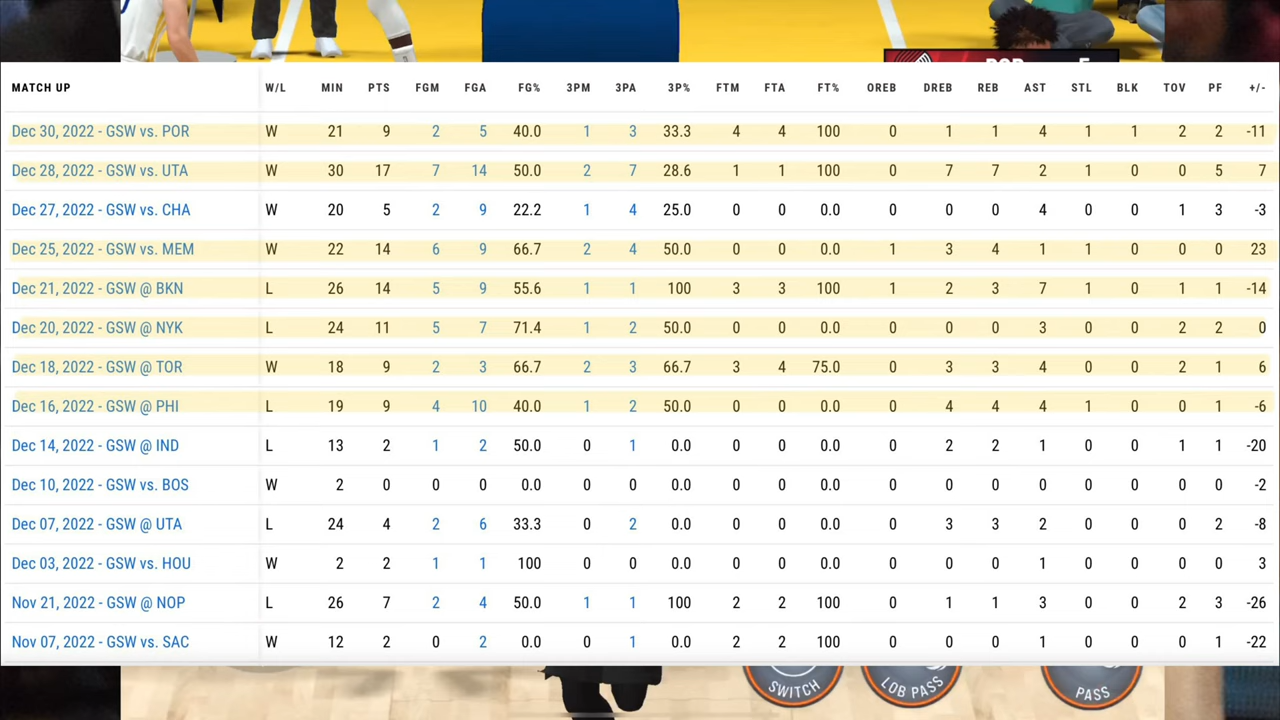 MATCH UP W/L MIN PTS FGM FGA FG% 3PM 3PA 3P% FTM FTA FT% OREB DREB REB AST STL BLK TOV PF +/-
Dec 30, 2022 - GSW vs. POR W 21 9 2 5 40.0 1 3 33.3 4 4 100 0 1 1 4 1 1 2 2 -11
Dec 28, 2022 - GSW vs. UTA W 30 17 7 14 50.0 2 7 28.6 1 1 100 0 7 7 2 1 0 0 5 7
Dec 27, 2022 - GSW vs. CHA W 20 5 2 9 22.2 1 4 25.0 0 0 0.0 0 0 0 4 0 0 1 3 -3
Dec 25, 2022 - GSW vs. MEM W 22 14 6 9 66.7 2 4 50.0 0 0 0.0 1 3 4 1 1 0 0 0 23
Dec 21, 2022 - GSW @ BKN L 26 14 5 9 55.6 1 1 100 3 3 100 1 2 3 7 1 0 1 1 -14
Dec 20, 2022 - GSW @ NYK L 24 11 5 7 71.4 1 2 50.0 0 0 0.0 0 0 0 3 0 0 2 2 0
Dec 18, 2022 - GSW @ TOR W 18 9 2 3 66.7 2 3 66.7 3 4 75.0 0 3 3 4 0 0 2 1 6
Dec 16, 2022 - GSW @ PHI L 19 9 4 10 40.0 1 2 50.0 0 0 0.0 0 4 4 4 1 0 0 1 -6
Dec 14, 2022 - GSW @ IND L 13 2 1 2 50.0 0 1 0.0 0 0 0.0 0 2 2 1 0 0 1 1 -20
Dec 10, 2022 - GSW vs. BOS W 2 0 0 0 0.0 0 0 0.0 0 0 0.0 0 0 0 0 0 0 0 0 -2
Dec 07, 2022 - GSW @ UTA L 24 4 2 6 33.3 0 2 0.0 0 0 0.0 0 3 3 2 0 0 0 2 -8
Dec 03, 2022 - GSW vs. HOU W 2 2 1 1 100 0 0 0.0 0 0 0.0 0 0 0 1 0 0 0 0 3
Nov 21, 2022 - GSW @ NOP L 26 7 2 4 50.0 1 1 100 2 2 100 0 1 1 3 0 0 2 3 -26
Nov 07, 2022 - GSW vs. SAC W 12 2 0 2 0.0 0 1 0.0 2 2 100 0 0 0 1 0 0 0 1 -22
SWITCH LOB PASS PASS